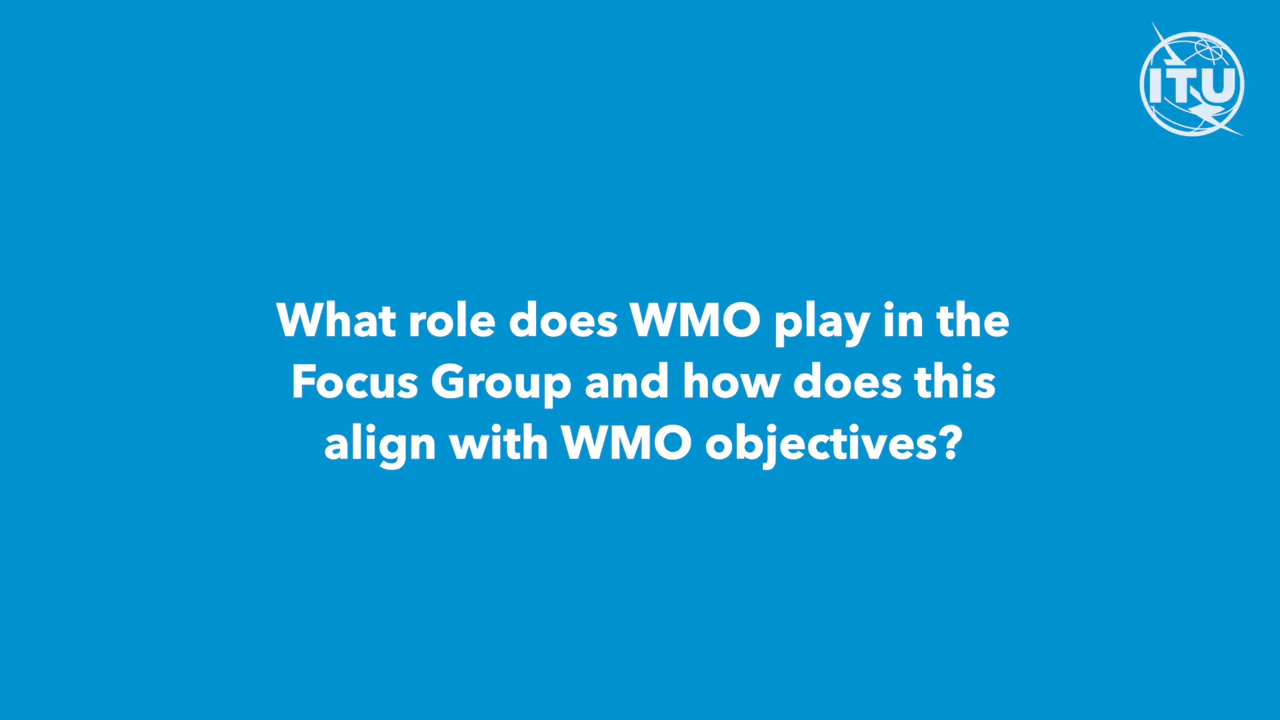 ITU
What role does WMO play in the
Focus Group and how does this
align with WMO objectives?